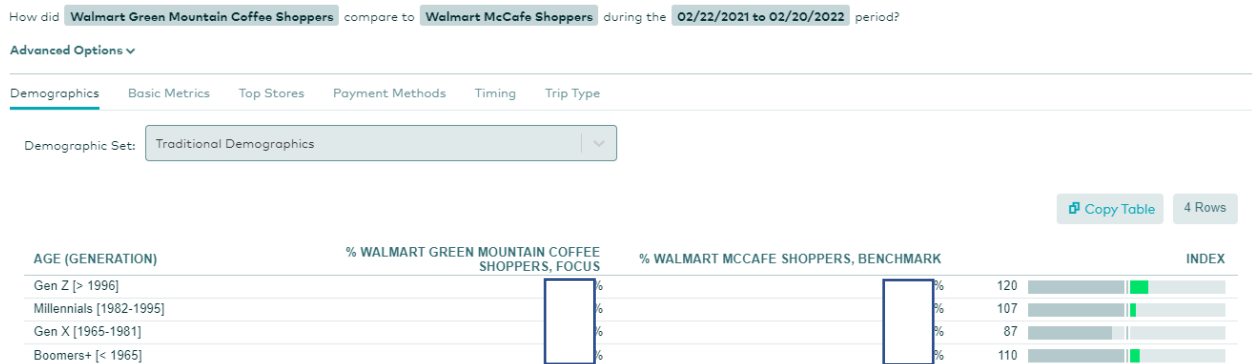 How did Walmart Green Mountain Coffee Shoppers compare to Walmart McCafe Shoppers during the 02/22/2021 to 02/20/2022 period?
Advanced Options
Demographics Basic Metrics Top Stores Payment Methods Timing Trip Type
Demographic Set: Traditional Demographics
Copy Table 4 Rows
AGE (GENERATION) % WALMART GREEN MOUNTAIN COFFEE SHOPPERS, FOCUS % WALMART MCCAFE SHOPPERS, BENCHMARK INDEX
Gen Z [> 1996] % % 120
Millennials [1982-1995] % % 107
Gen X [1965-1981] % % 87
Boomers+ [< 1965] % % 110